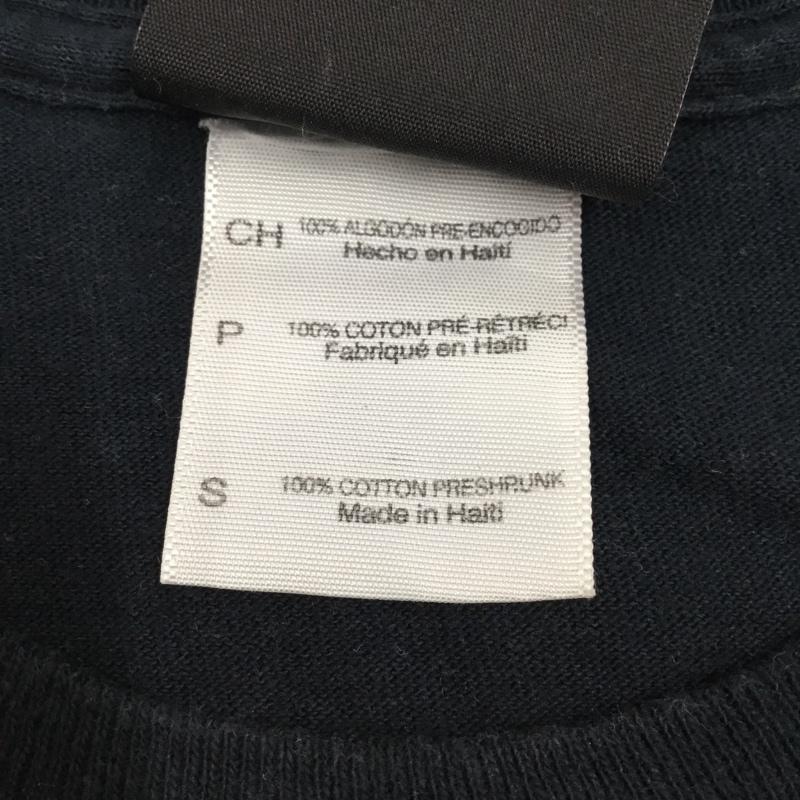 CH 100% ALGODÓN PRE-ENCOGIDO
Hecho en Haití
P 100% COTON PRÉ-RÉTRÉCI
Fabriqué en Haïti
S 100% COTTON PRESHRUNK
Made in Haiti